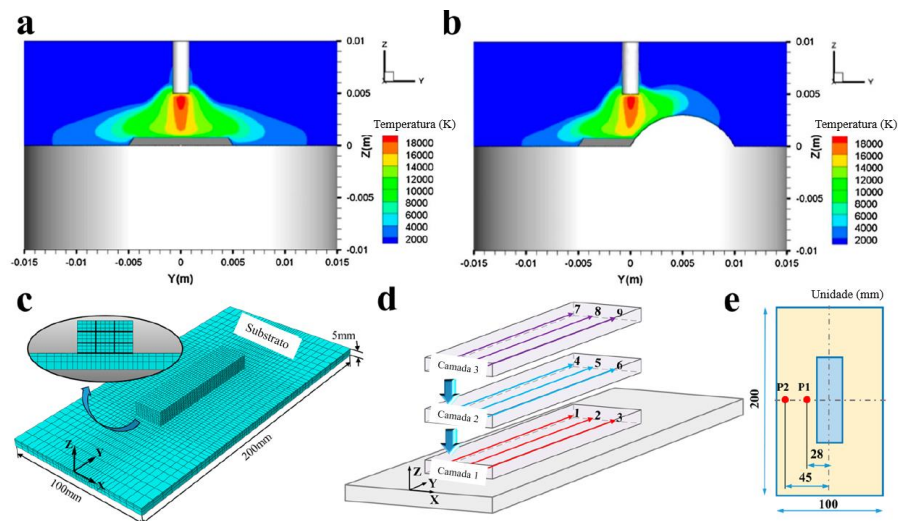 a
0.01
Z
Y
0.005
Temperatura (K)
18000
16000
14000
12000
10000
8000
6000
4000
2000
0
Z(m)
-0.005
-0.01
-0.015 -0.01 -0.005 0 0.005 0.01 0.015
Y(m)
b
0.01
Z
Y
0.005
Temperatura (K)
18000
16000
14000
12000
10000
8000
6000
4000
2000
0
Z(m)
-0.005
-0.01
-0.015 -0.01 -0.005 0 0.005 0.01 0.015
Y(m)
c
Substrato
5mm
200mm
100mm
Z
Y
X
d
7 8 9
Camada 3
4 5 6
Camada 2
1 2 3
Camada 1
Z
Y
X
e
Unidade (mm)
P2 P1
200
28
45
100